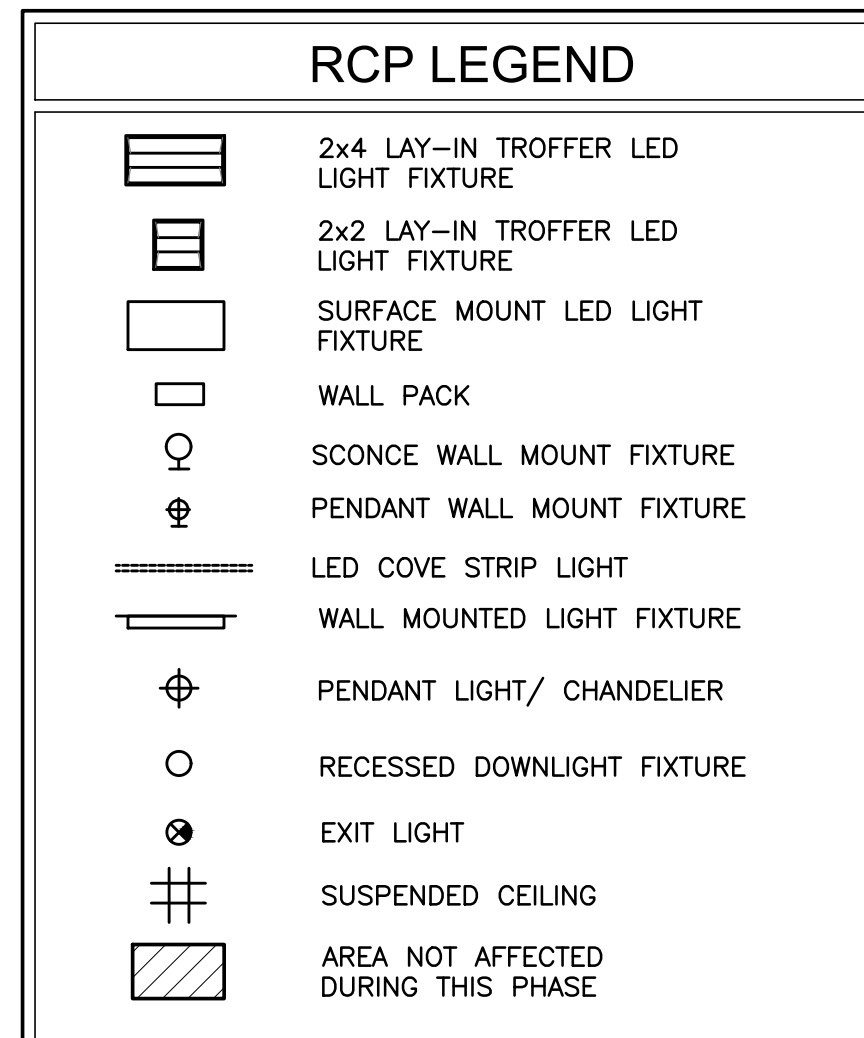 RCP LEGEND
2x4 LAY-IN TROFFER LED
LIGHT FIXTURE
2x2 LAY-IN TROFFER LED
LIGHT FIXTURE
SURFACE MOUNT LED LIGHT
FIXTURE
WALL PACK
SCONCE WALL MOUNT FIXTURE
PENDANT WALL MOUNT FIXTURE
LED COVE STRIP LIGHT
WALL MOUNTED LIGHT FIXTURE
PENDANT LIGHT/ CHANDELIER
RECESSED DOWNLIGHT FIXTURE
EXIT LIGHT
SUSPENDED CEILING
AREA NOT AFFECTED
DURING THIS PHASE